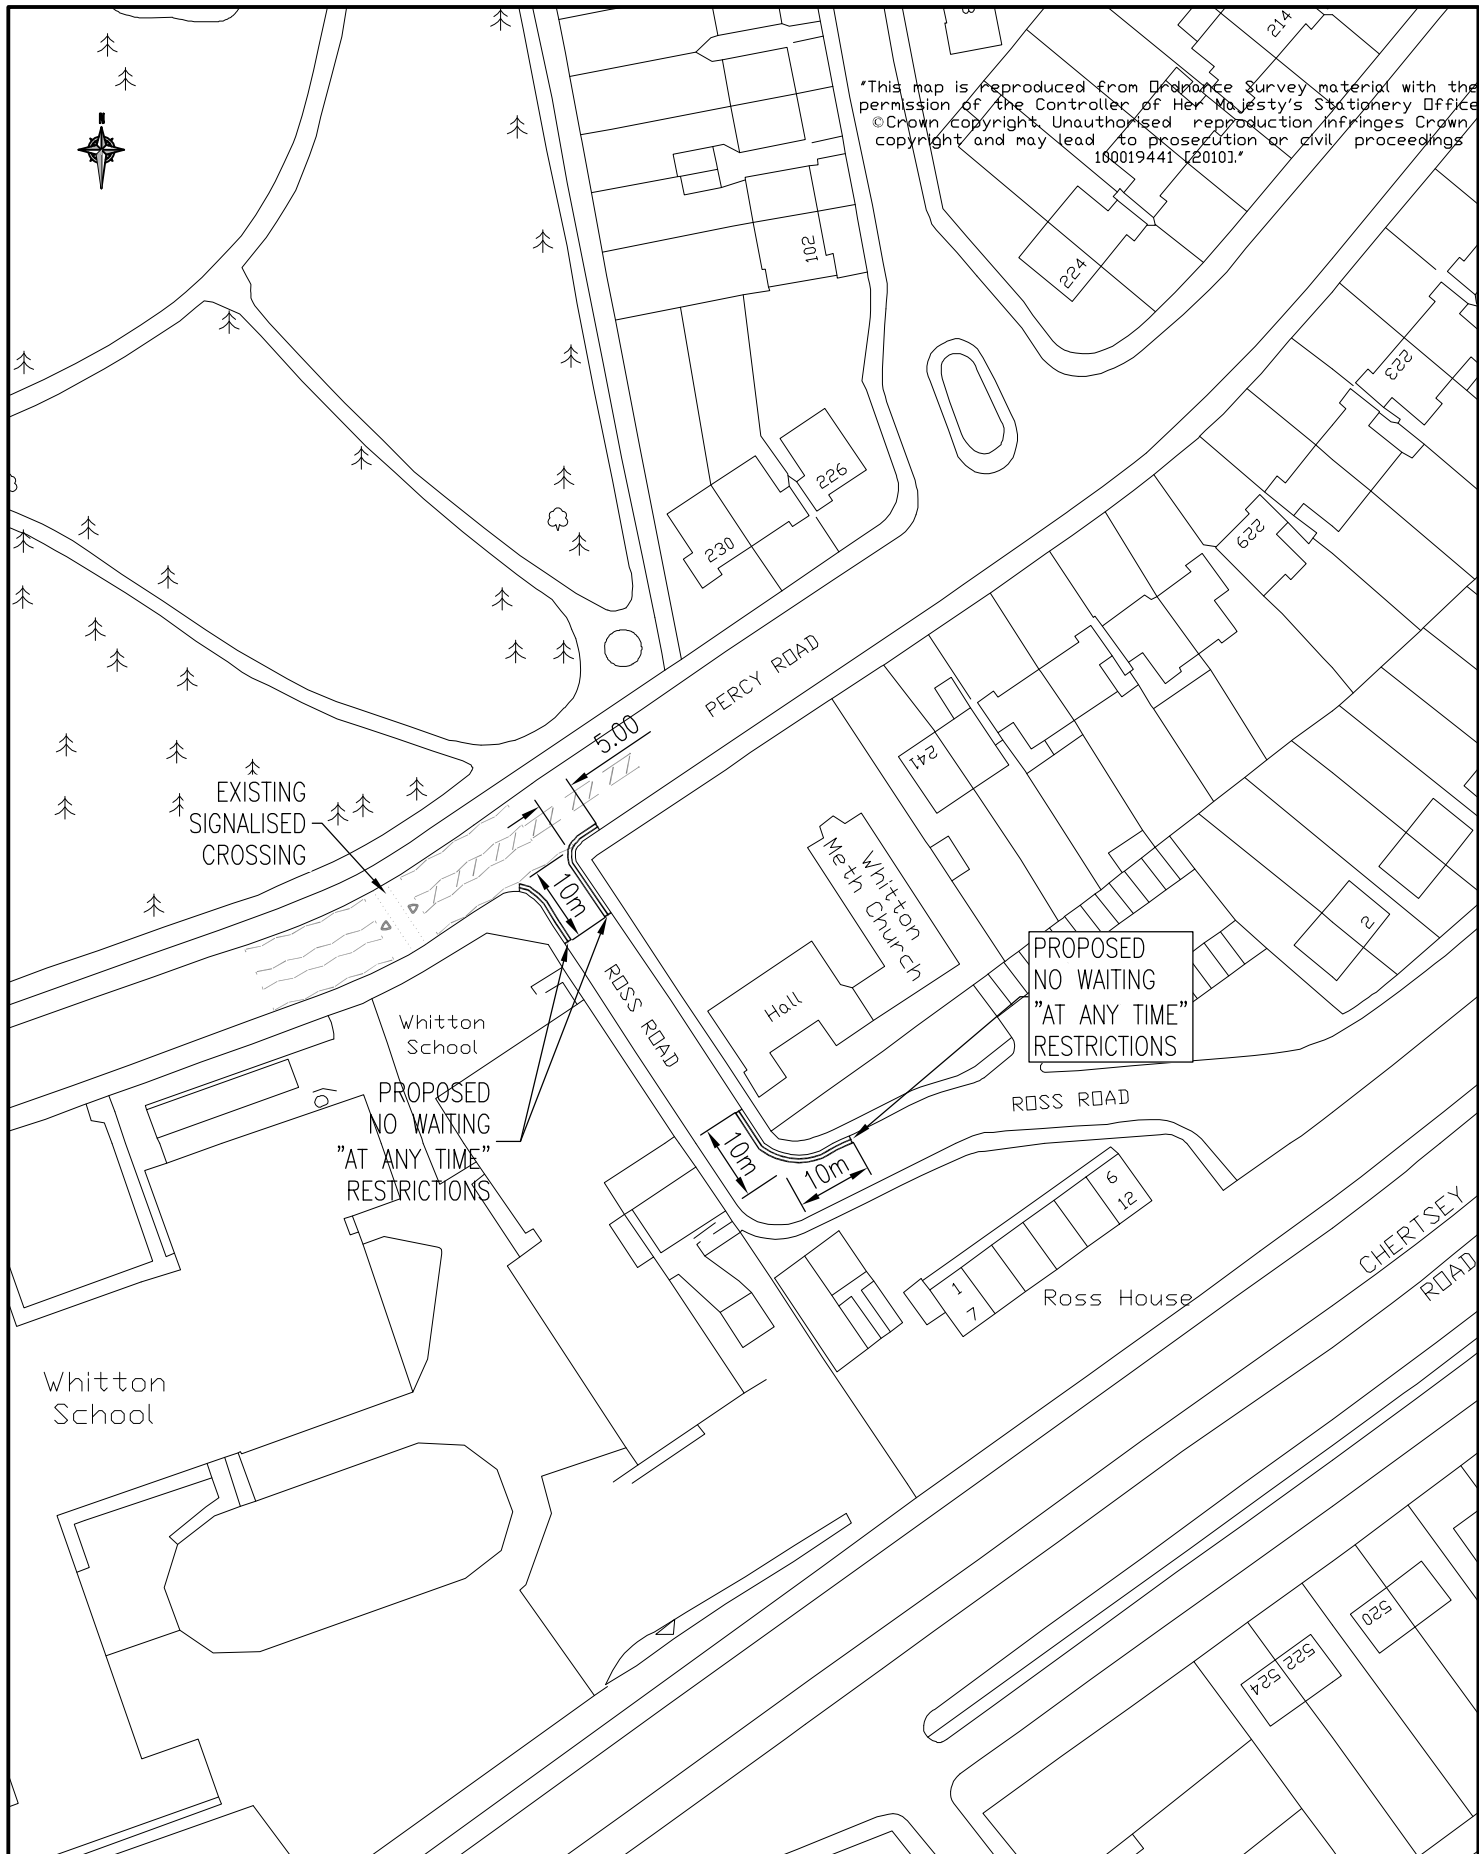 214
"This map is reproduced from Ordnance Survey material with the
permission of the Controller of Her Majesty's Stationery Office
©Crown copyright. Unauthorised reproduction infringes Crown
copyright and may lead to prosecution or civil proceedings
100019441 [2010]."
N
102
224
223
226
230
229
PERCY ROAD
5.00
241
EXISTING
SIGNALISED
CROSSING
10m
Whitton
Meth Church
2
PROPOSED
NO WAITING
"AT ANY TIME"
RESTRICTIONS
Hall
ROSS ROAD
Whitton
School
PROPOSED
NO WAITING
"AT ANY TIME"
RESTRICTIONS
ROSS ROAD
10m
10m
6
12
CHERTSEY
ROAD
1
7
Ross House
Whitton
School
520
522
524